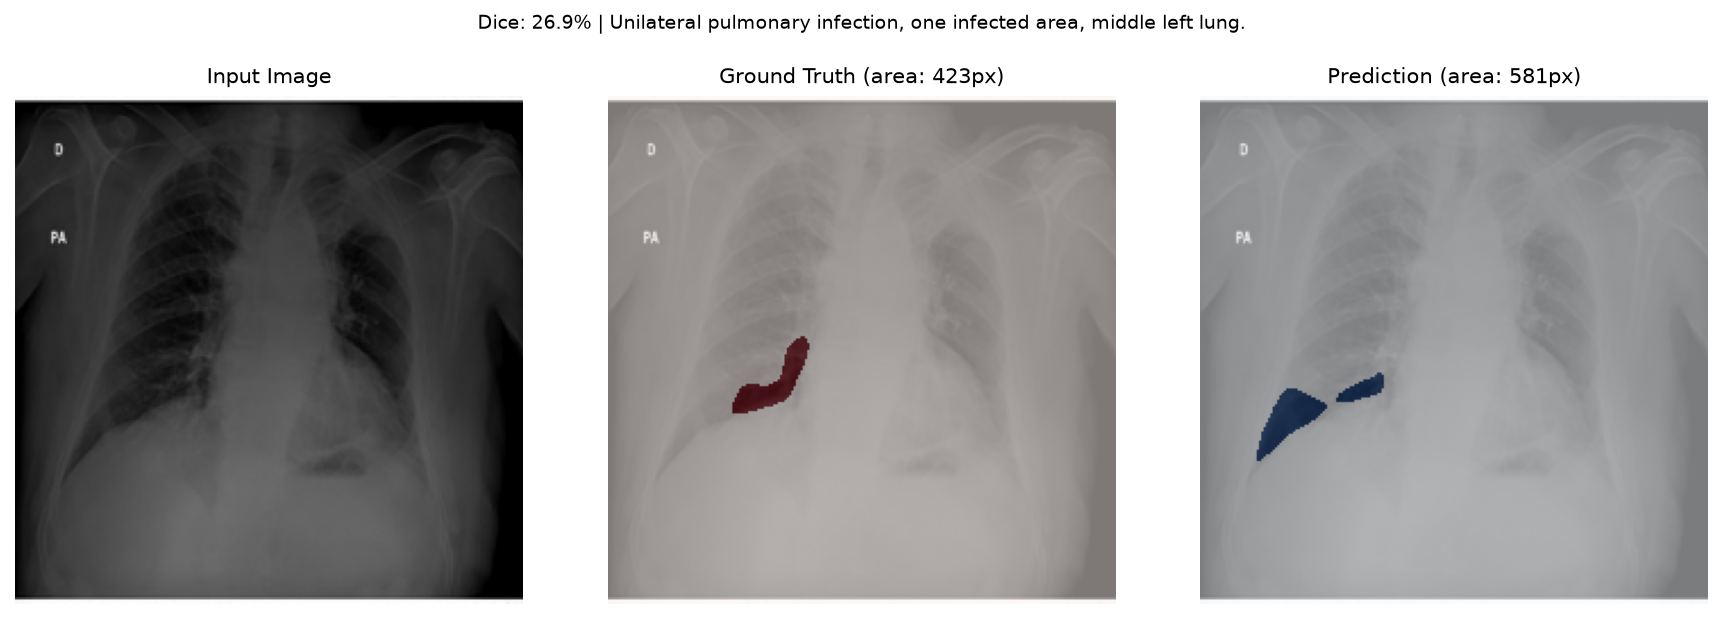 Dice: 26.9% | Unilateral pulmonary infection, one infected area, middle left lung.
Input Image
Ground Truth (area: 423px)
Prediction (area: 581px)
D
PA
D
PA
D
PA